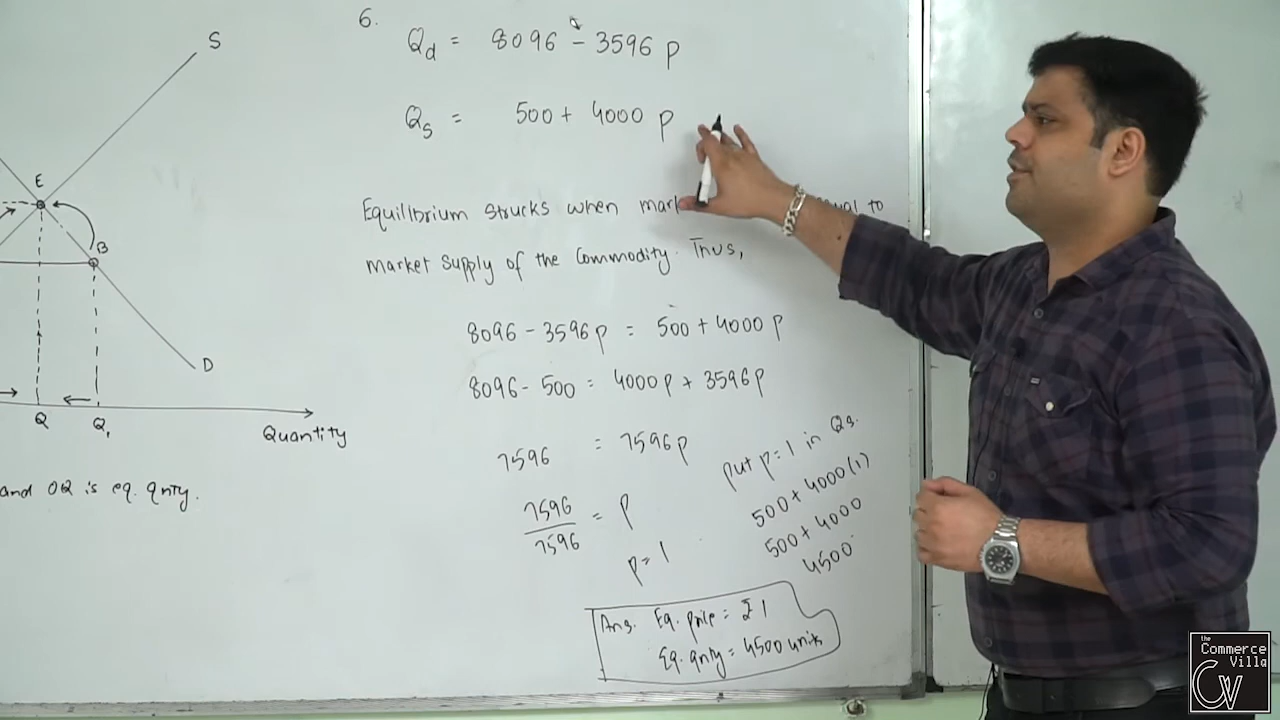 S
E
B
D
Q Q₁
Quantity
and OQ is eq. qnty.
6.
Qd = 8096 - 3596 p
Qs = 500 + 4000 p
Equilibrium strucks when mark ual to
market supply of the commodity. Thus,
8096 - 3596 p = 500 + 4000 p
8096 - 500 = 4000 p + 3596 p
7596 = 7596 p
7596
7596 = p
p = 1
put p = 1 in Qs.
500 + 4000 (1)
500 + 4000
4500
Ans. Eq. price = ₹ 1
Eq. qnty = 4500 units
the
Commerce
Villa
CV